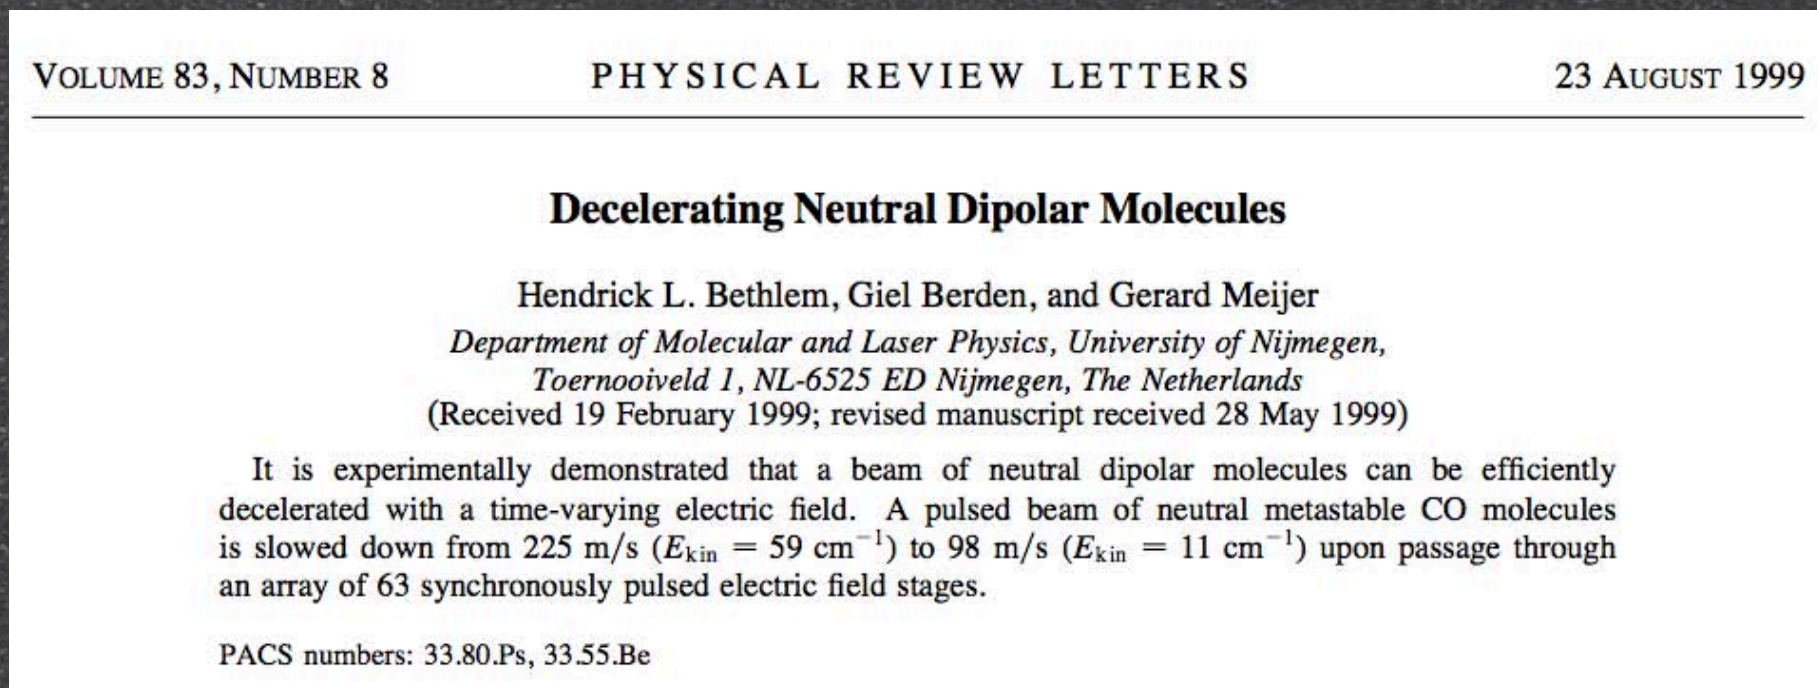 VOLUME 83, NUMBER 8 PHYSICAL REVIEW LETTERS 23 AUGUST 1999
Decelerating Neutral Dipolar Molecules
Hendrick L. Bethlem, Giel Berden, and Gerard Meijer
Department of Molecular and Laser Physics, University of Nijmegen,
Toernooiveld 1, NL-6525 ED Nijmegen, The Netherlands
(Received 19 February 1999; revised manuscript received 28 May 1999)
It is experimentally demonstrated that a beam of neutral dipolar molecules can be efficiently
decelerated with a time-varying electric field. A pulsed beam of neutral metastable CO molecules
is slowed down from 225 m/s (E_kin = 59 cm⁻¹) to 98 m/s (E_kin = 11 cm⁻¹) upon passage through
an array of 63 synchronously pulsed electric field stages.
PACS numbers: 33.80.Ps, 33.55.Be